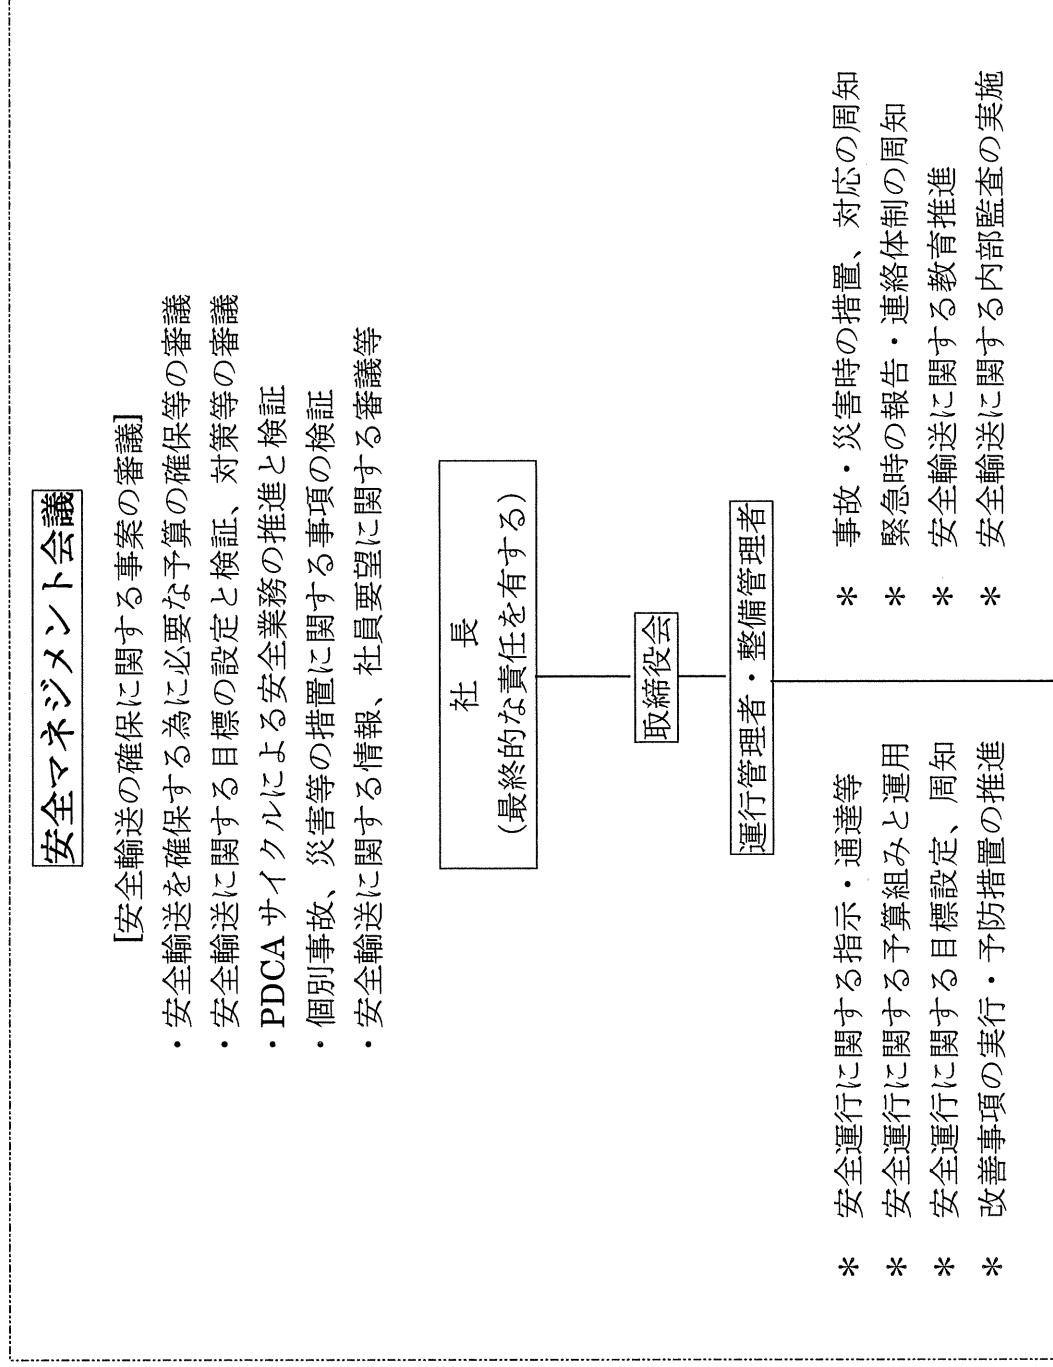 安全マネジメント会議
[安全輸送の確保に関する事案の審議]
・安全輸送を確保する為に必要な予算の確保等の審議
・安全輸送に関する目標の設定と検証、対策等の審議
・PDCAサイクルによる安全業務の推進と検証
・個別事故、災害等の措置に関する事項の検証
・安全輸送に関する情報、社員要望に関する審議等
社　長
(最終的な責任を有する)
取締役会
運行管理者・整備管理者
＊ 安全運行に関する指示・通達等
＊ 安全運行に関する予算組みと運用
＊ 安全運行に関する目標設定、周知
＊ 改善事項の実行・予防措置の推進
＊ 事故・災害時の措置、対応の周知
＊ 緊急時の報告・連絡体制の周知
＊ 安全輸送に関する教育推進
＊ 安全輸送に関する内部監査の実施